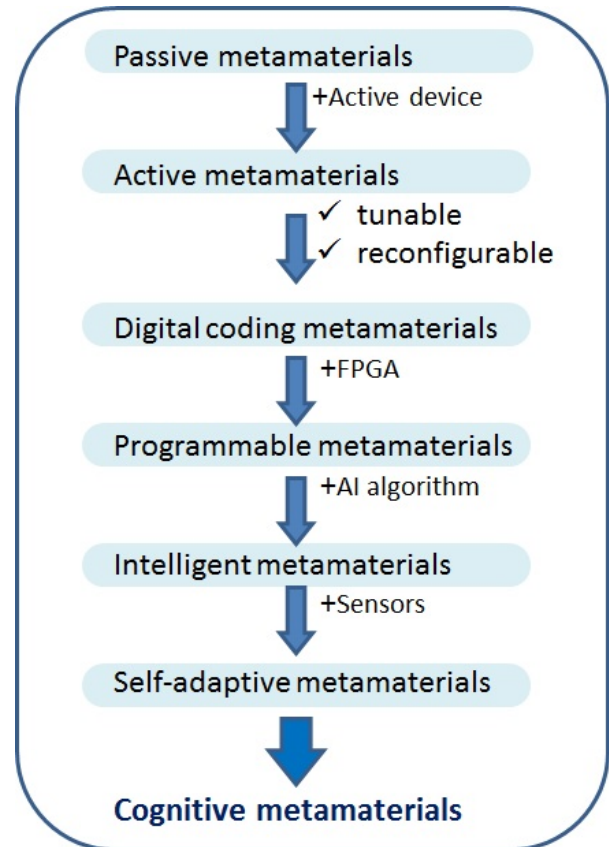 Passive metamaterials
+Active device
Active metamaterials
✓ tunable
✓ reconfigurable
Digital coding metamaterials
+FPGA
Programmable metamaterials
+AI algorithm
Intelligent metamaterials
+Sensors
Self-adaptive metamaterials
Cognitive metamaterials